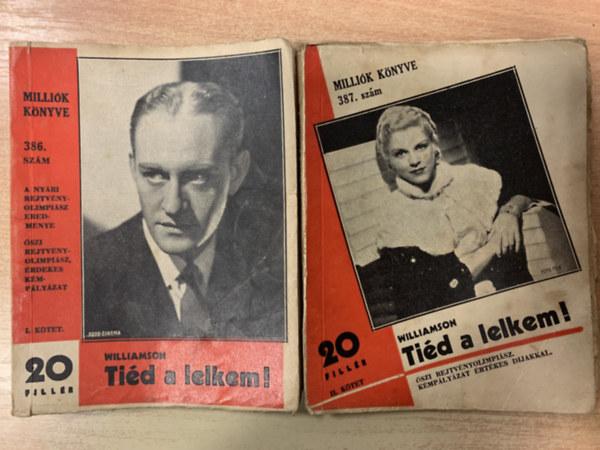 MILLIÓK
KÖNYVE
386.
SZÁM
A NYÁRI
REJTVÉNY-
OLIMPIÁSZ
ERED-
MÉNYE
ŐSZI
REJTVÉNY-
OLIMPIÁSZ,
ÉRDEKES
KÉM-
PÁLYÁZAT
I. KÖTET.
20
FILLÉR
WILLIAMSON
Tiéd a lelkem!
MILLIÓK KÖNYVE
387. szám
20
FILLÉR
II. KÖTET
WILLIAMSON
Tiéd a lelkem!
ŐSZI REJTVÉNYOLIMPIÁSZ.
KÉMPÁLYÁZAT ÉRTÉKES DIJAKKAL.